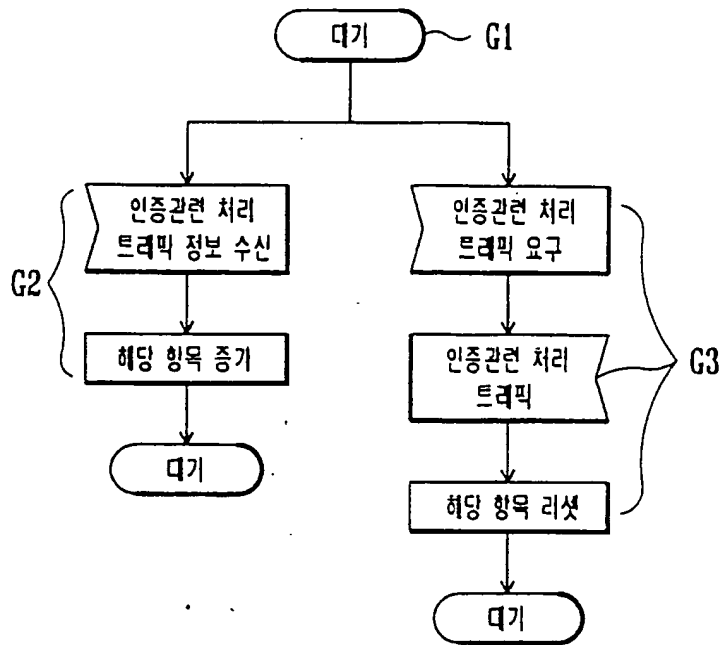 대기
G1
인증관련 처리
트래픽 정보 수신
해당 항목 증가
대기
G2
인증관련 처리
트래픽 요구
인증관련 처리
트래픽
해당 항목 리셋
대기
G3